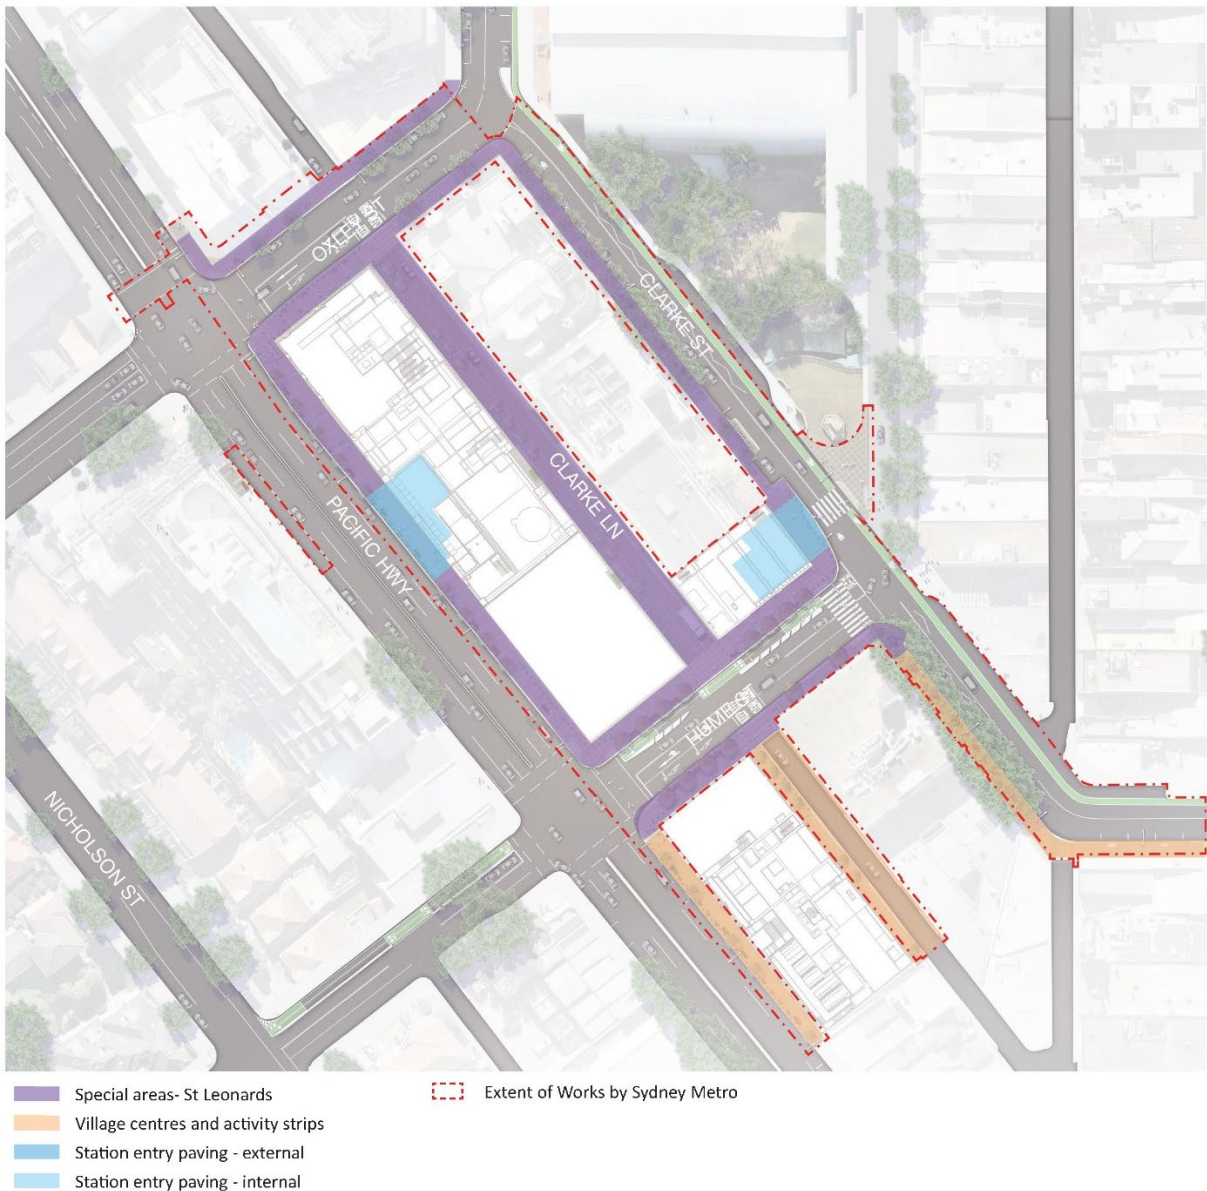 OXLEY ST
CLARKE ST
CLARKE LN
PACIFIC HWY
HUME ST
NICHOLSON ST
Special areas- St Leonards
Village centres and activity strips
Station entry paving - external
Station entry paving - internal
Extent of Works by Sydney Metro